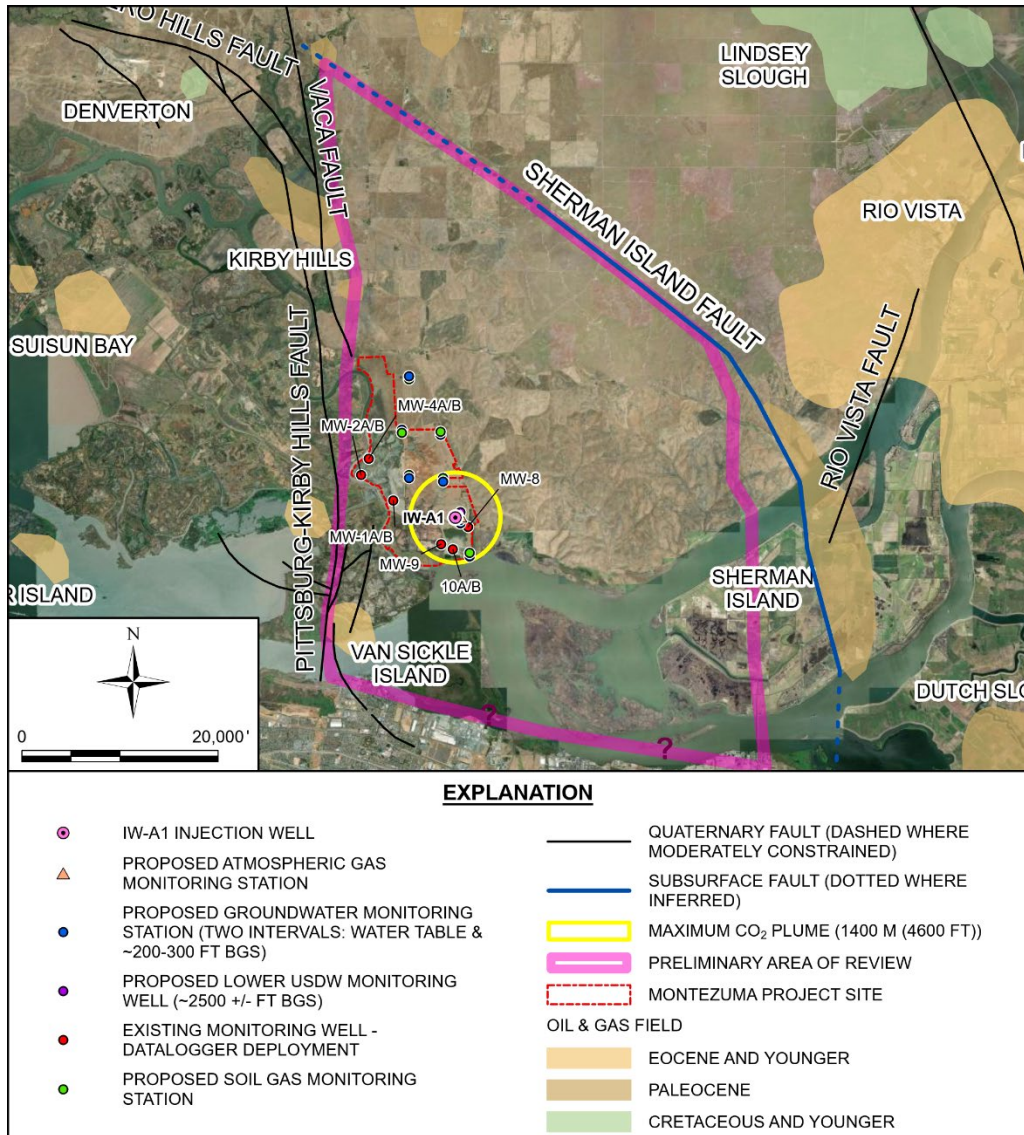 ERO HILLS FAULT
LINDSEY
SLOUGH
DENVERTON
VACA FAULT
SHERMAN ISLAND FAULT
RIO VISTA
KIRBY HILLS
SUISUN BAY
PITTSBURG-KIRBY HILLS FAULT
RIO VISTA FAULT
MW-4A/B
MW-2A/B
MW-8
IW-A1
MW-1A/B
MW-9
10A/B
SHERMAN
ISLAND
R ISLAND
VAN SICKLE
ISLAND
DUTCH SLO
N
?
?
0 20,000'
EXPLANATION
IW-A1 INJECTION WELL
PROPOSED ATMOSPHERIC GAS
MONITORING STATION
PROPOSED GROUNDWATER MONITORING
STATION (TWO INTERVALS: WATER TABLE &
~200-300 FT BGS)
PROPOSED LOWER USDW MONITORING
WELL (~2500 +/- FT BGS)
EXISTING MONITORING WELL -
DATALOGGER DEPLOYMENT
PROPOSED SOIL GAS MONITORING
STATION
QUATERNARY FAULT (DASHED WHERE
MODERATELY CONSTRAINED)
SUBSURFACE FAULT (DOTTED WHERE
INFERRED)
MAXIMUM CO₂ PLUME (1400 M (4600 FT))
PRELIMINARY AREA OF REVIEW
MONTEZUMA PROJECT SITE
OIL & GAS FIELD
EOCENE AND YOUNGER
PALEOCENE
CRETACEOUS AND YOUNGER